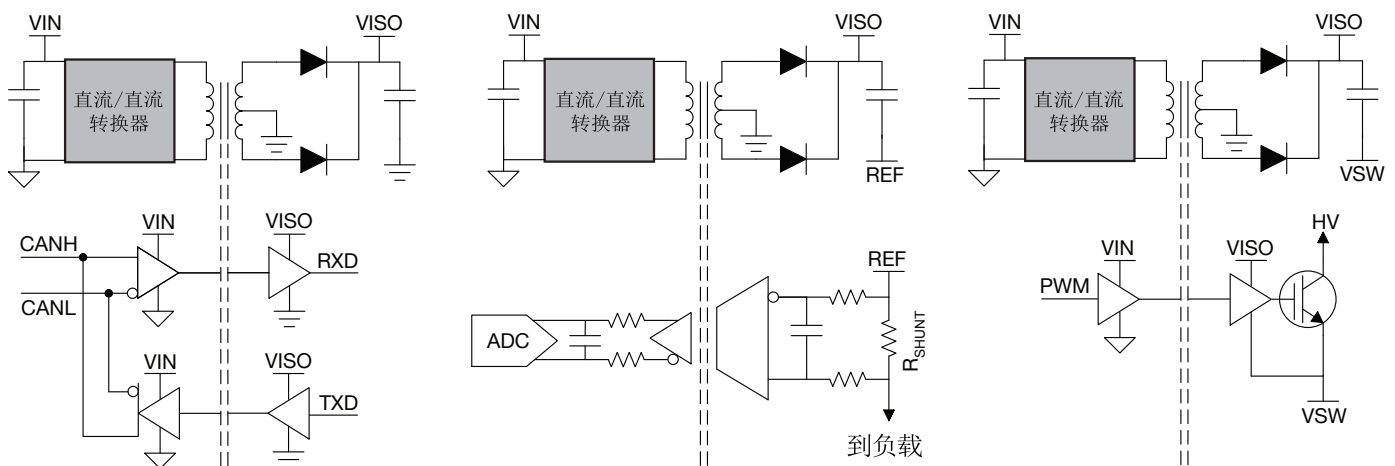 VIN
VISO
直流/直流
转换器
VIN
VISO
CANH
RXD
CANL
VIN
VISO
TXD
VIN
VISO
直流/直流
转换器
REF
REF
ADC
RSHUNT
到负载
VIN
VISO
直流/直流
转换器
VSW
HV
VIN
VISO
PWM
VSW